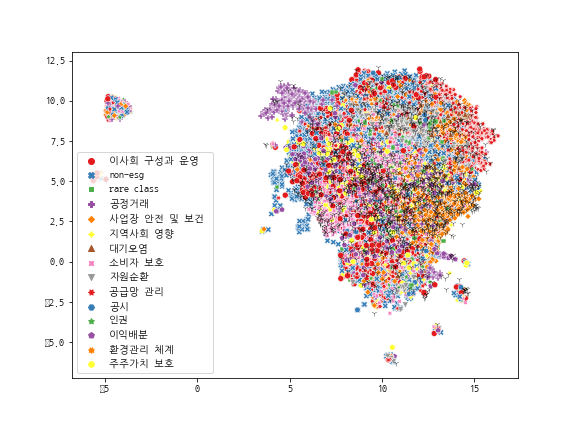 12,5
10,0
7,5
5,0
2,5
0,0
▯2,5
▯5,0
▯5
0
5
10
15
이사회 구성과 운영
non-esg
rare class
공정거래
사업장 안전 및 보건
지역사회 영향
대기오염
소비자 보호
자원순환
공급망 관리
공시
인권
이익배분
환경관리 체계
주주가치 보호